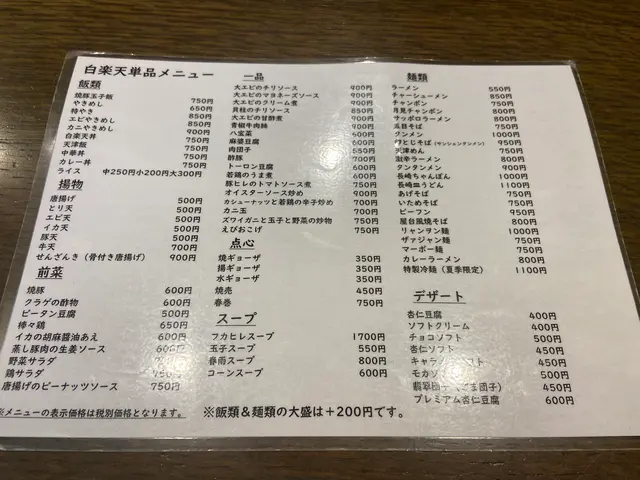 白楽天単品メニュー
飯類
焼豚玉子飯 750円
やきめし 650円
特やき 850円
エビやきめし 850円
カニやきめし 900円
白楽天丼 750円
天津飯 750円
中華丼 750円
カレー丼 750円
ライス 中250円小200円大300円
揚物
唐揚げ 500円
とり天 500円
エビ天 500円
イカ天 500円
豚天 500円
牛天 700円
せんざんき（骨付き唐揚げ） 900円
前菜
焼豚 600円
クラゲの酢物 600円
ピータン豆腐 500円
棒々鶏 650円
イカの胡麻醤油あえ 600円
蒸し豚肉の生姜ソース 600円
野菜サラダ
鶏サラダ
唐揚げのピーナッツソース 750円
一品
大エビのチリソース 900円
大エビのマヨネーズソース 900円
大エビのクリーム煮 900円
貝柱のチリソース 900円
大エビの甘酢煮 900円
青椒牛肉絲
八宝菜
麻婆豆腐
肉団子
酢豚 700円
トーロン豆腐
若鶏のうま煮
豚ヒレのトマトソース煮 700円
オイスターソース炒め 900円
カシューナッツと若鶏の辛子炒め 750円
カニ玉 700円
ズワイガニと玉子と野菜の炒物 750円
えびおこげ 750円
点心
焼ギョーザ 350円
揚ギョーザ 350円
水ギョーザ 350円
焼売 450円
春巻 750円
スープ
フカヒレスープ 1700円
玉子スープ 550円
春雨スープ 800円
コーンスープ 600円
麺類
ラーメン 550円
チャーシューメン 850円
チャンポン 750円
月見チャンポン 800円
サッポロラーメン 800円
五目そば 800円
タンメン 1000円
とじそば（サンシェンタンメン） 950円
天津めん 750円
激辛ラーメン 800円
タンタンメン 900円
長崎ちゃんぽん 1000円
長崎皿うどん 1100円
あげそば 750円
いためそば 750円
ビーフン 950円
屋台風焼そば 800円
リャンヲン麺 1000円
ザァジャン麺 750円
マーボー麺 750円
カレーラーメン 800円
特製冷麺（夏季限定） 1100円
デザート
杏仁豆腐 400円
ソフトクリーム 400円
チョコソフト 500円
杏仁ソフト 450円
ソフト 450円
モカソフト 500円
翡翠団子（ごま団子） 450円
プレミアム杏仁豆腐 600円
※メニューの表示価格は税別価格となります。
※飯類＆麺類の大盛は＋200円です。